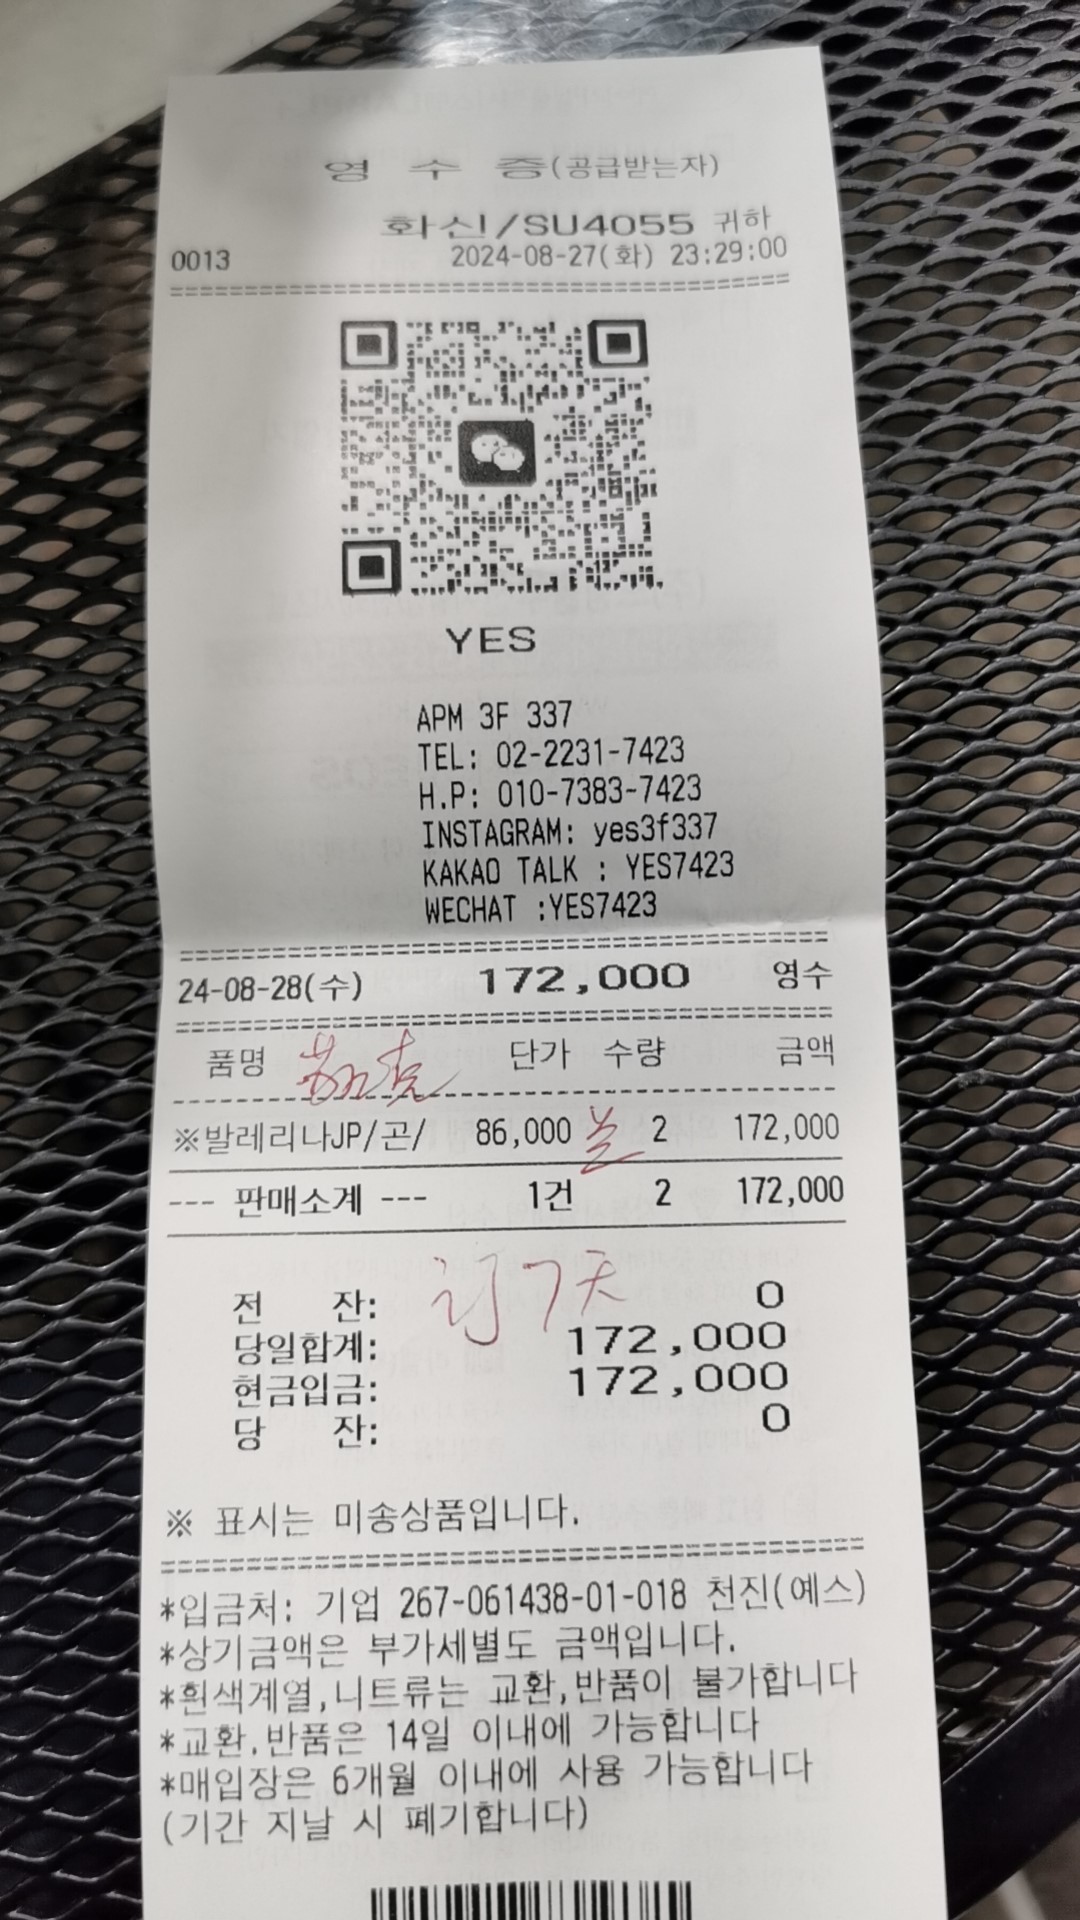 영 수 증(공급받는자)
화신/SU4055 귀하
0013 2024-08-27(화) 23:29:00
YES
APM 3F 337
TEL: 02-2231-7423
H.P: 010-7383-7423
INSTAGRAM: yes3f337
KAKAO TALK : YES7423
WECHAT :YES7423
24-08-28(수) 172,000 영수
품명 단가 수량 금액
※발레리나JP/곤/ 86,000 2 172,000
--- 판매소계 --- 1건 2 172,000
订7天
전 잔: 0
당일합계: 172,000
현금입금: 172,000
당 잔: 0
※ 표시는 미송상품입니다.
*입금처: 기업 267-061438-01-018 천진(예스)
*상기금액은 부가세별도 금액입니다.
*흰색계열,니트류는 교환,반품이 불가합니다
*교환,반품은 14일 이내에 가능합니다
*매입장은 6개월 이내에 사용 가능합니다
(기간 지날 시 폐기합니다)